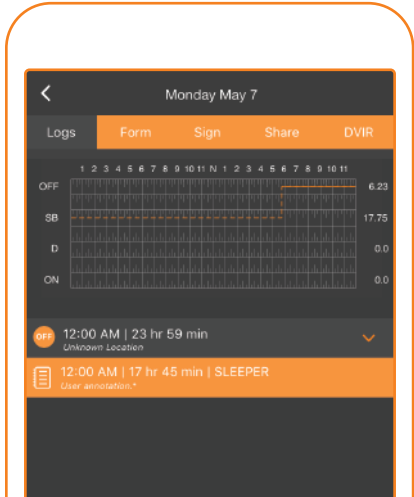 Monday May 7
Logs Form Sign Share DVIR
1 2 3 4 5 6 7 8 9 10 11 N 1 2 3 4 5 6 7 8 9 10 11
OFF 6.23
SB 17.75
D 0.0
ON 0.0
OFF 12:00 AM | 23 hr 59 min
Unknown Location
12:00 AM | 17 hr 45 min | SLEEPER
User annotation.*